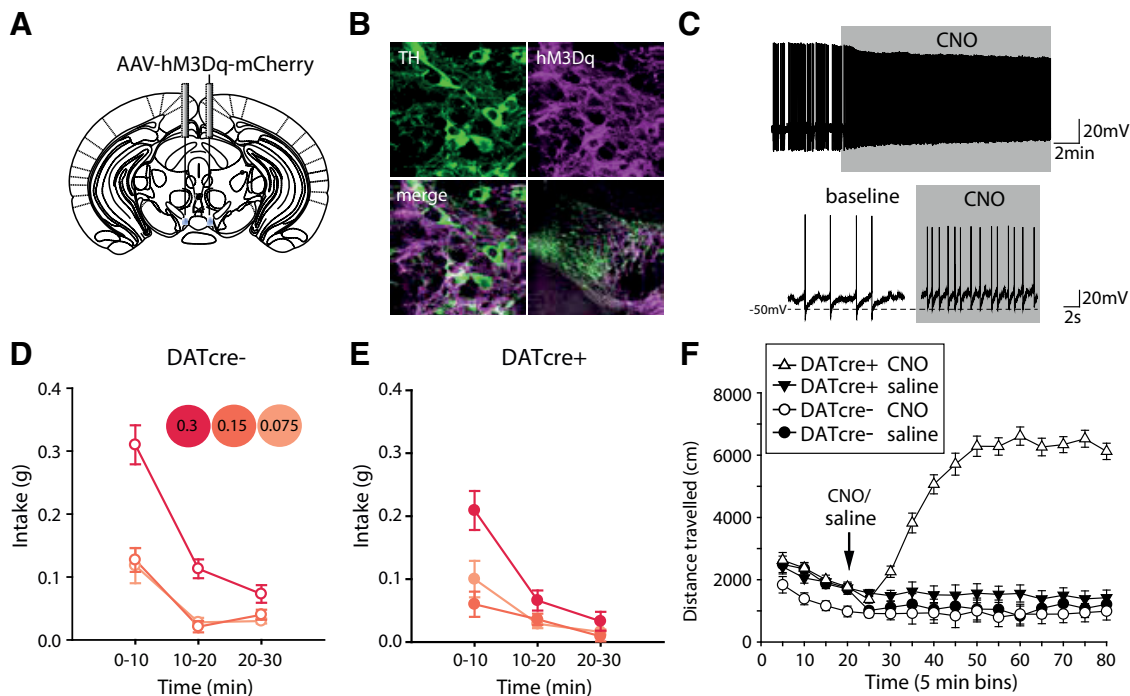 A
AAV-hM3Dq-mCherry
B
TH
hM3Dq
merge
C
CNO
20mV
2min
baseline
CNO
-50mV
20mV
2s
D
DATcre-
0.4
0.3
0.2
0.1
0.0
Intake (g)
0.3 0.15 0.075
0-10 10-20 20-30
Time (min)
E
DATcre+
0.4
0.3
0.2
0.1
0.0
Intake (g)
0-10 10-20 20-30
Time (min)
F
DATcre+ CNO
DATcre+ saline
DATcre- CNO
DATcre- saline
8000
6000
4000
2000
0
Distance travelled (cm)
CNO/
saline
0 10 20 30 40 50 60 70 80
Time (5 min bins)